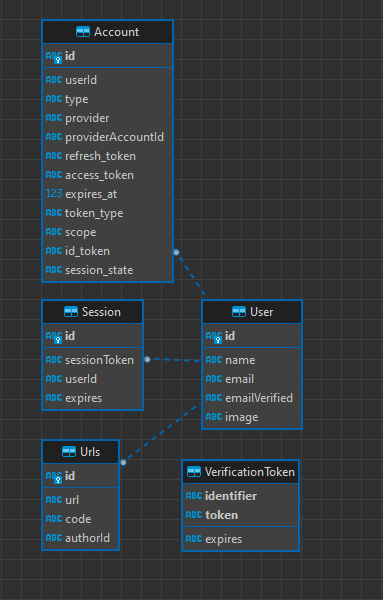 Account
ABC id
ABC userId
ABC type
ABC provider
ABC providerAccountId
ABC refresh_token
ABC access_token
123 expires_at
ABC token_type
ABC scope
ABC id_token
ABC session_state
Session
ABC id
ABC sessionToken
ABC userId
ABC expires
User
ABC id
ABC name
ABC email
ABC emailVerified
ABC image
Urls
ABC id
ABC url
ABC code
ABC authorId
VerificationToken
ABC identifier
ABC token
ABC expires